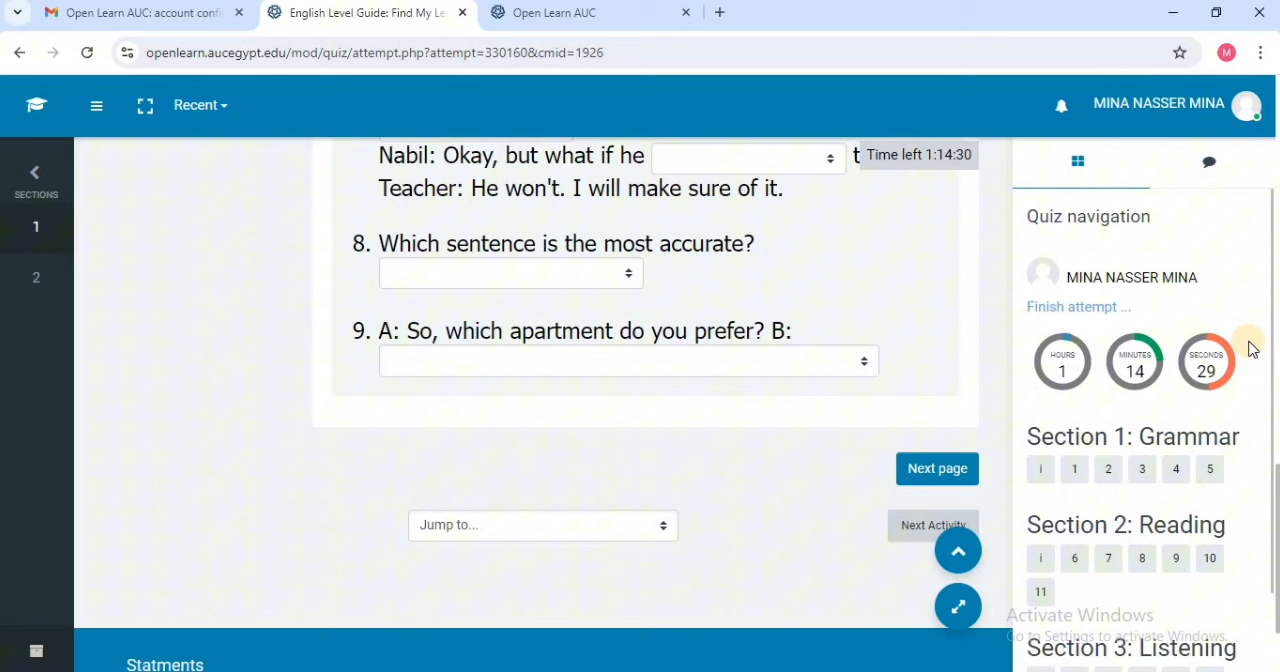 Open Learn AUC: account confi
English Level Guide: Find My Le
Open Learn AUC
openlearn.aucegypt.edu/mod/quiz/attempt.php?attempt=330160&cmid=1926
M
Recent
MINA NASSER MINA
SECTIONS
1
2
Nabil: Okay, but what if he
t
Time left 1:14:30
Teacher: He won't. I will make sure of it.
8. Which sentence is the most accurate?
9. A: So, which apartment do you prefer? B:
Next page
Jump to...
Next Activity
Statments
Quiz navigation
MINA NASSER MINA
Finish attempt ...
HOURS
1
MINUTES
14
SECONDS
29
Section 1: Grammar
i 1 2 3 4 5
Section 2: Reading
i 6 7 8 9 10
11
Activate Windows
Go to Settings to activate Windows.
Section 3: Listening